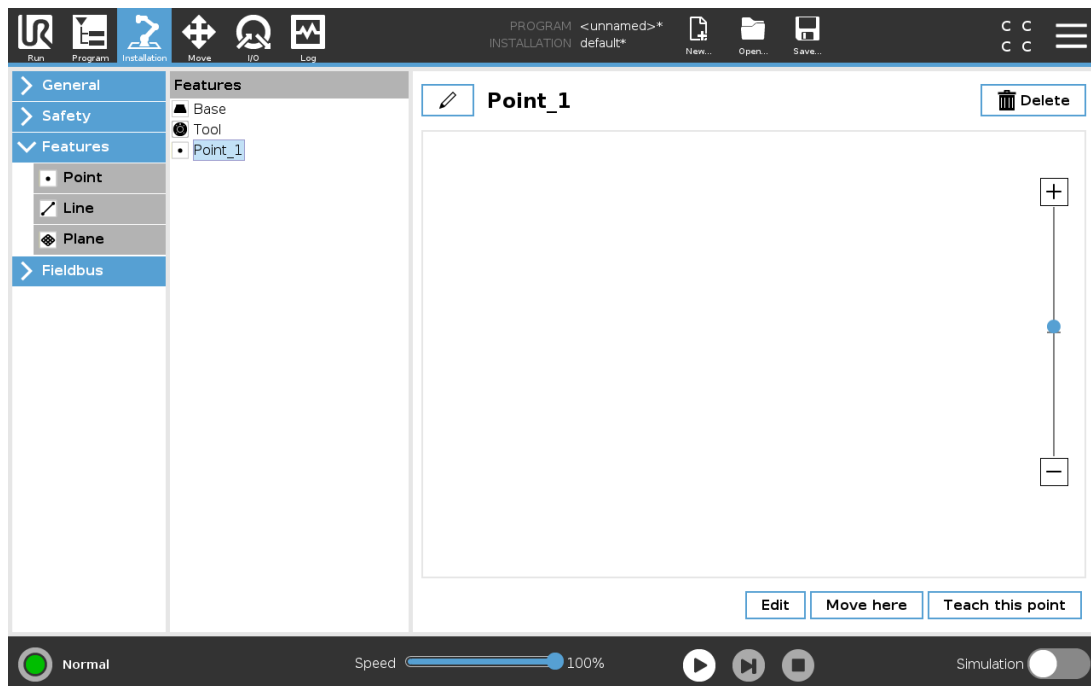 PROGRAM <unnamed>*
INSTALLATION default*
Run Program Installation Move I/O Log
New... Open... Save...
C C
C C
General
Safety
Features
Point
Line
Plane
Fieldbus
Features
Base
Tool
Point_1
Point_1
Delete
Edit
Move here
Teach this point
Normal
Speed
100%
Simulation